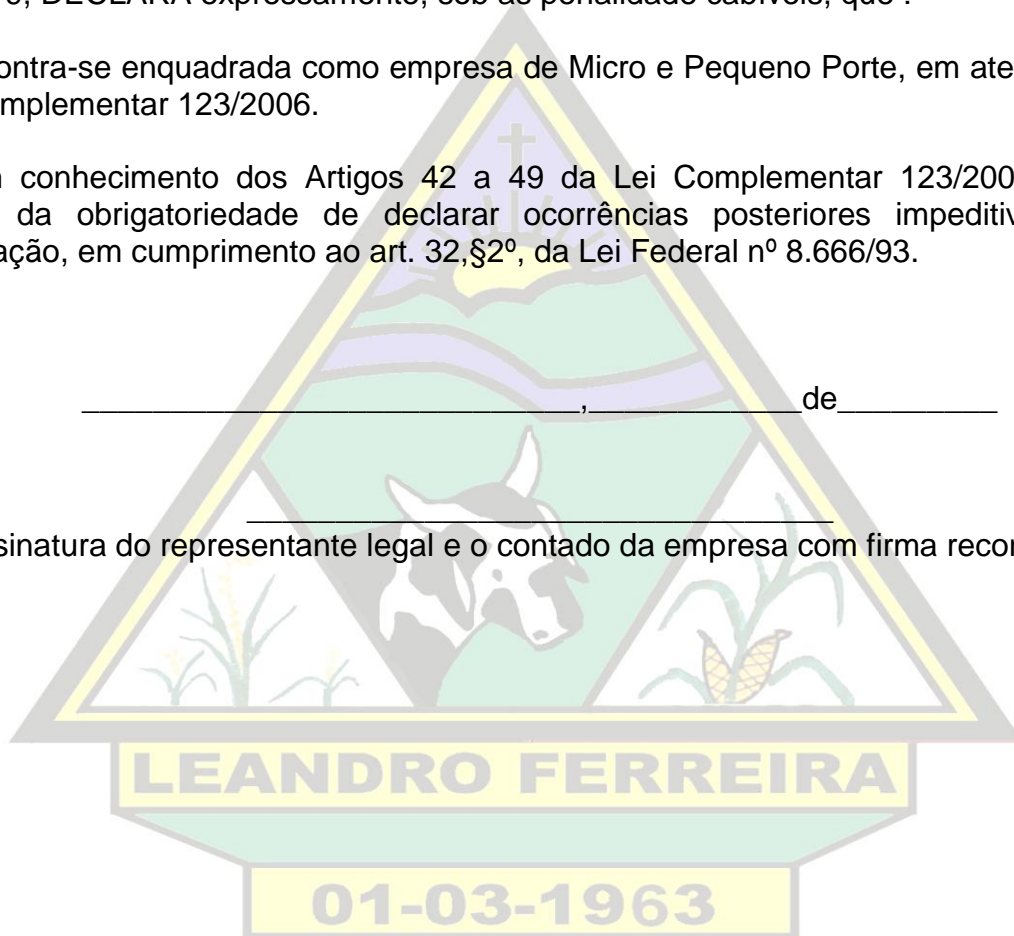 DECLARA expressamente, sob as penalidade cabíveis, que :
ontra-se enquadrada como empresa de Micro e Pequeno Porte, em ate
mplementar 123/2006.
conhecimento dos Artigos 42 a 49 da Lei Complementar 123/200
da obrigatoriedade de declarar ocorrências posteriores impeditiv
ação, em cumprimento ao art. 32,§2º, da Lei Federal nº 8.666/93.
____________________________,____________de_________
_________________________________
sinatura do representante legal e o contado da empresa com firma recon
LEANDRO FERREIRA
01-03-1963